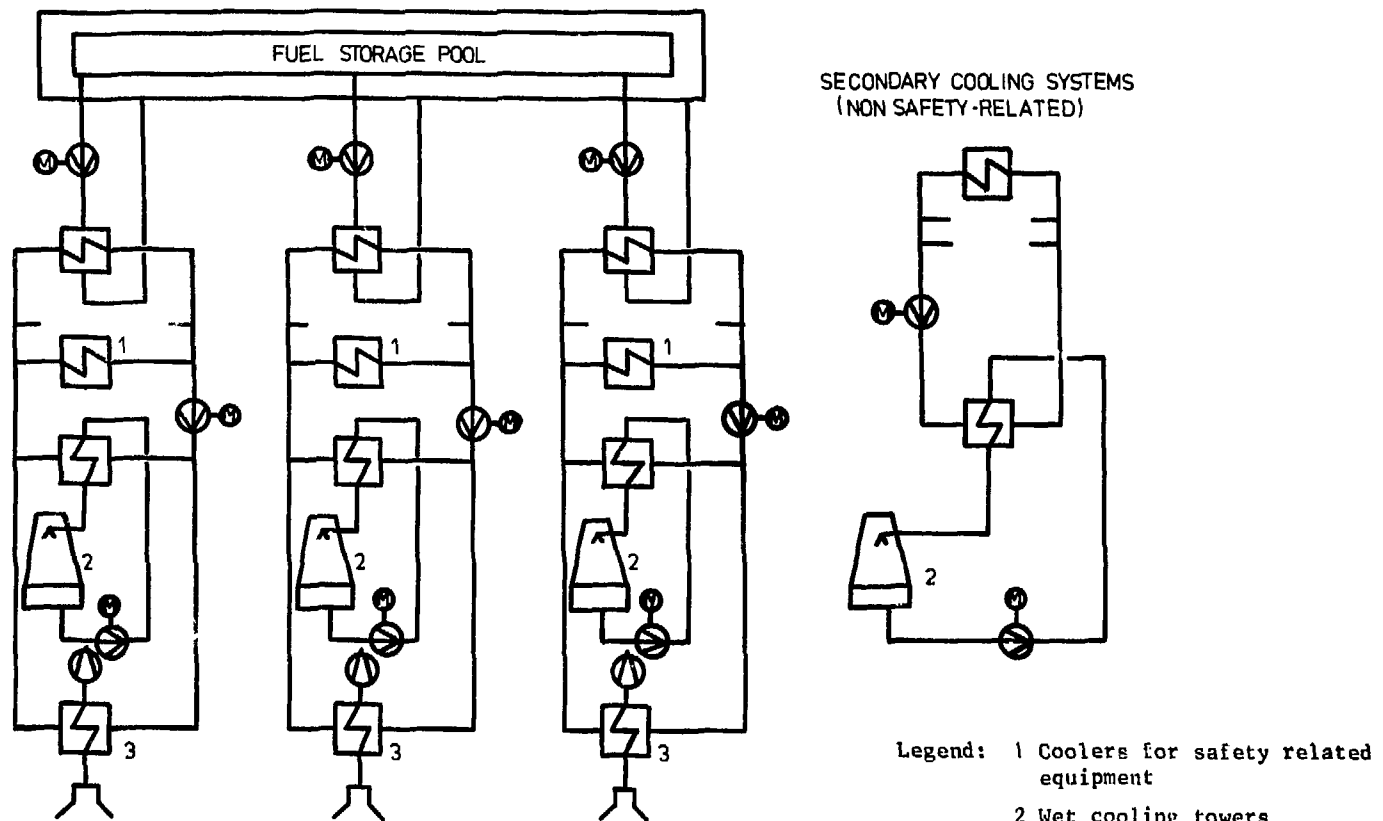 FUEL STORAGE POOL
SECONDARY COOLING SYSTEMS
(NON SAFETY-RELATED)
M
M
M
M
1
1
1
M
M
M
2
2
2
2
M
M
M
M
3
3
3
Legend: 1 Coolers for safety related
equipment
2 Wet cooling towers